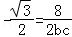 -√3/2 = 8/2bc